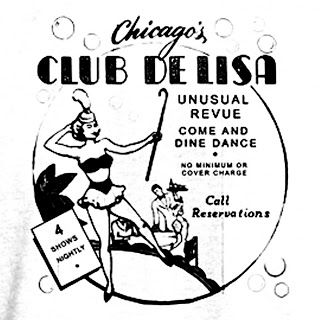 Chicago's
CLUB DE LISA
UNUSUAL
REVUE
COME AND
DINE DANCE
NO MINIMUM OR
COVER CHARGE
Call
Reservations
4
SHOWS
NIGHTLY